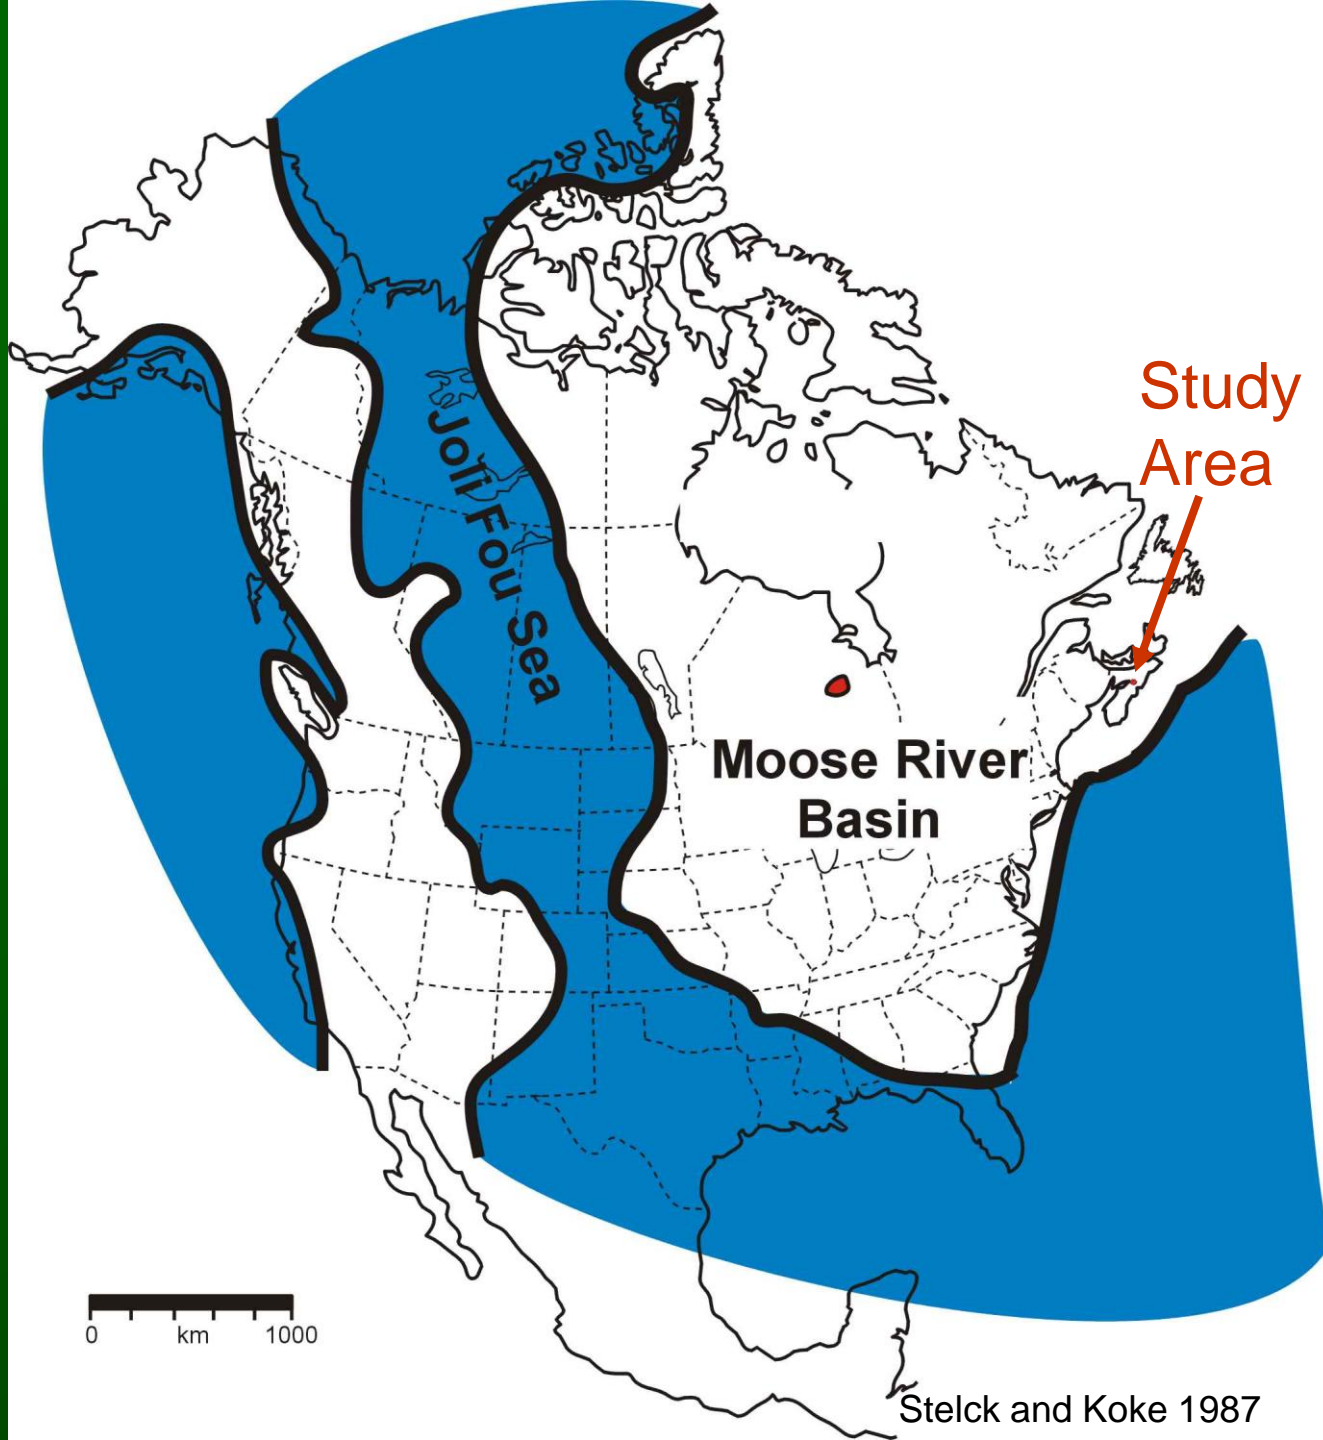 Study
Area
Joli Fou Sea
Moose River
Basin
0 km 1000
Stelck and Koke 1987